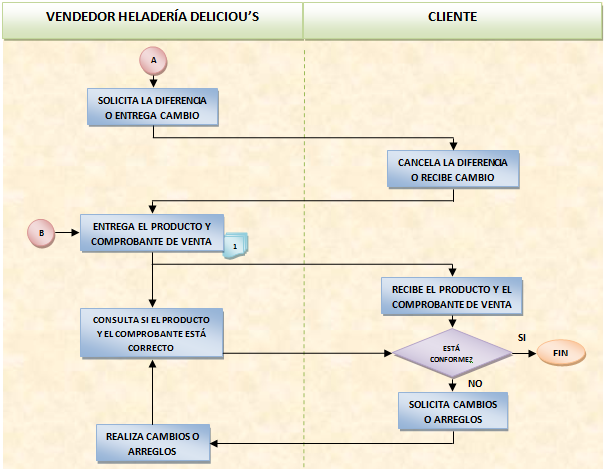 VENDEDOR HELADERÍA DELICIOU'S
CLIENTE
A
SOLICITA LA DIFERENCIA
O ENTREGA CAMBIO
CANCELA LA DIFERENCIA
O RECIBE CAMBIO
B
ENTREGA EL PRODUCTO Y
COMPROBANTE DE VENTA
1
RECIBE EL PRODUCTO Y EL
COMPROBANTE DE VENTA
CONSULTA SI EL PRODUCTO
Y EL COMPROBANTE ESTÁ
CORRECTO
ESTÁ
CONFORME?
SI
FIN
NO
SOLICITA CAMBIOS
O ARREGLOS
REALIZA CAMBIOS O
ARREGLOS